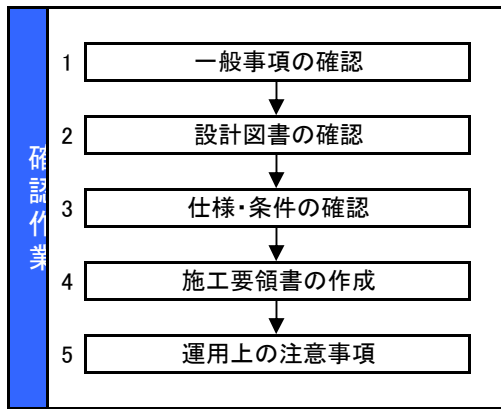 確認作業
1 一般事項の確認
2 設計図書の確認
3 仕様・条件の確認
4 施工要領書の作成
5 運用上の注意事項